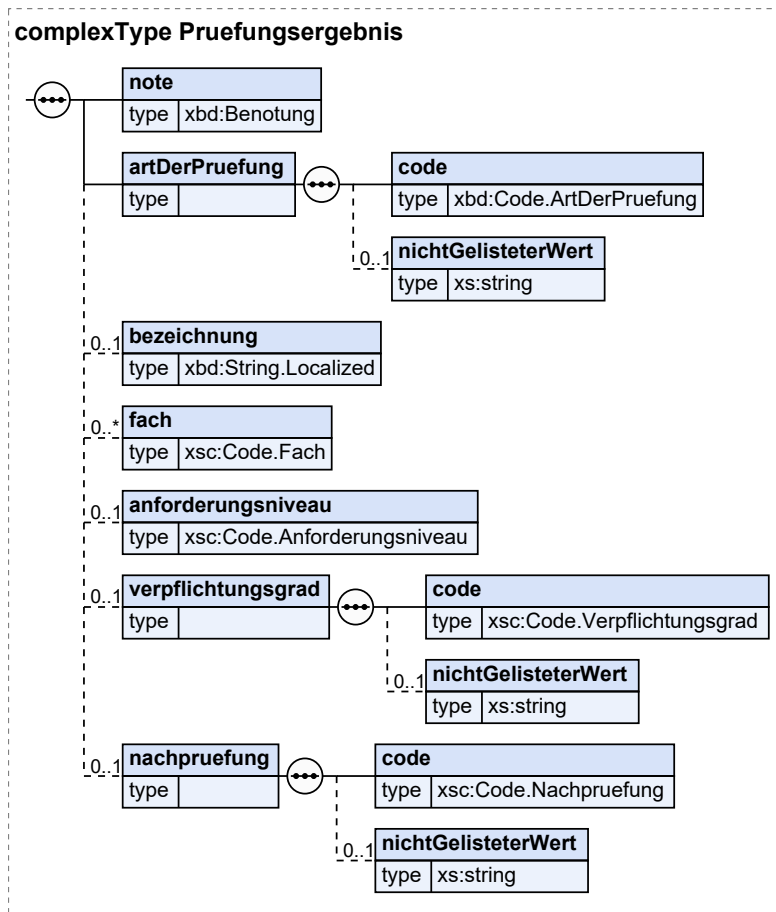 complexType Pruefungsergebnis
note
type xbd:Benotung
artDerPruefung
type
code
type xbd:Code.ArtDerPruefung
0..1
nichtGelisteterWert
type xs:string
0..1
bezeichnung
type xbd:String.Localized
0..*
fach
type xsc:Code.Fach
0..1
anforderungsniveau
type xsc:Code.Anforderungsniveau
0..1
verpflichtungsgrad
type
code
type xsc:Code.Verpflichtungsgrad
0..1
nichtGelisteterWert
type xs:string
0..1
nachpruefung
type
code
type xsc:Code.Nachpruefung
0..1
nichtGelisteterWert
type xs:string